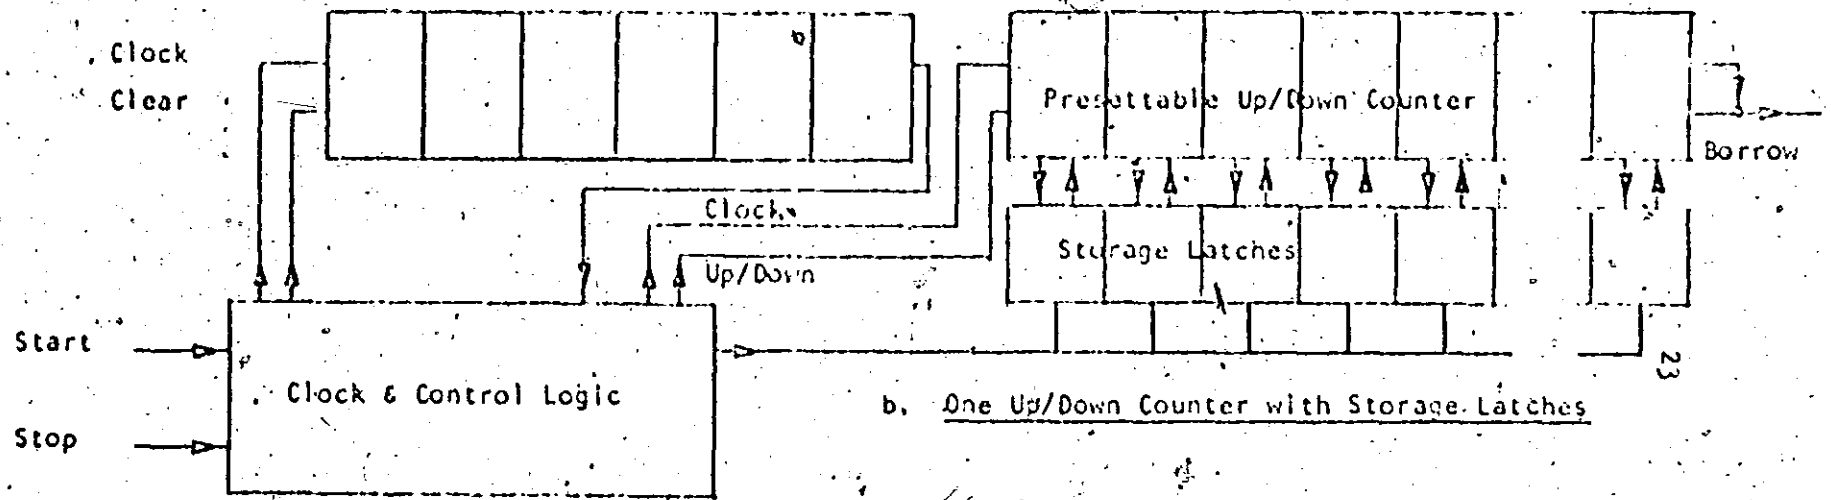 Clock
Clear
Presettable Up/Down Counter
Borrow
Clock
Storage Latches
Up/Down
Start
Clock & Control Logic
Stop
23
b. One Up/Down Counter with Storage Latches